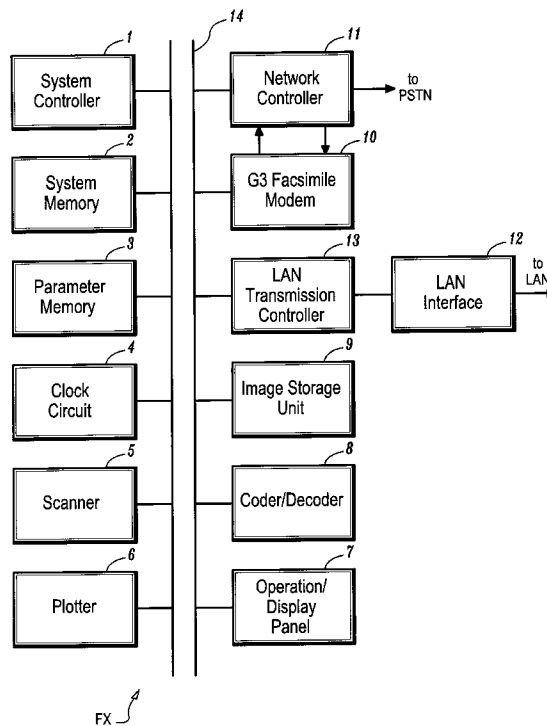 14
1
System
Controller
11
Network
Controller
to
PSTN
2
System
Memory
10
G3 Facsimile
Modem
3
Parameter
Memory
13
LAN
Transmission
Controller
12
LAN
Interface
to
LAN
4
Clock
Circuit
9
Image Storage
Unit
5
Scanner
8
Coder/Decoder
6
Plotter
7
Operation/
Display
Panel
FX